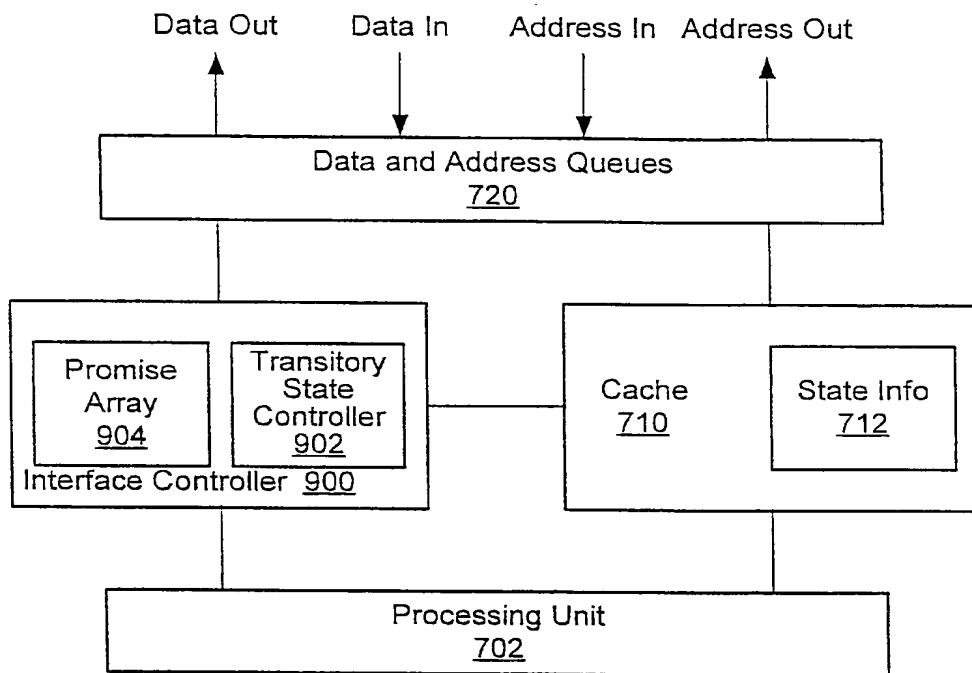 Data Out Data In Address In Address Out
Data and Address Queues
720
Promise
Array
904
Transitory
State
Controller
902
Interface Controller 900
Cache
710
State Info
712
Processing Unit
702